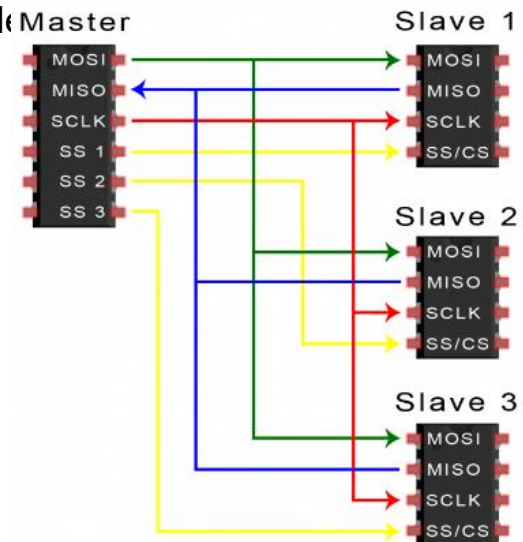 Master
MOSI
MISO
SCLK
SS 1
SS 2
SS 3
Slave 1
MOSI
MISO
SCLK
SS/CS
Slave 2
MOSI
MISO
SCLK
SS/CS
Slave 3
MOSI
MISO
SCLK
SS/CS